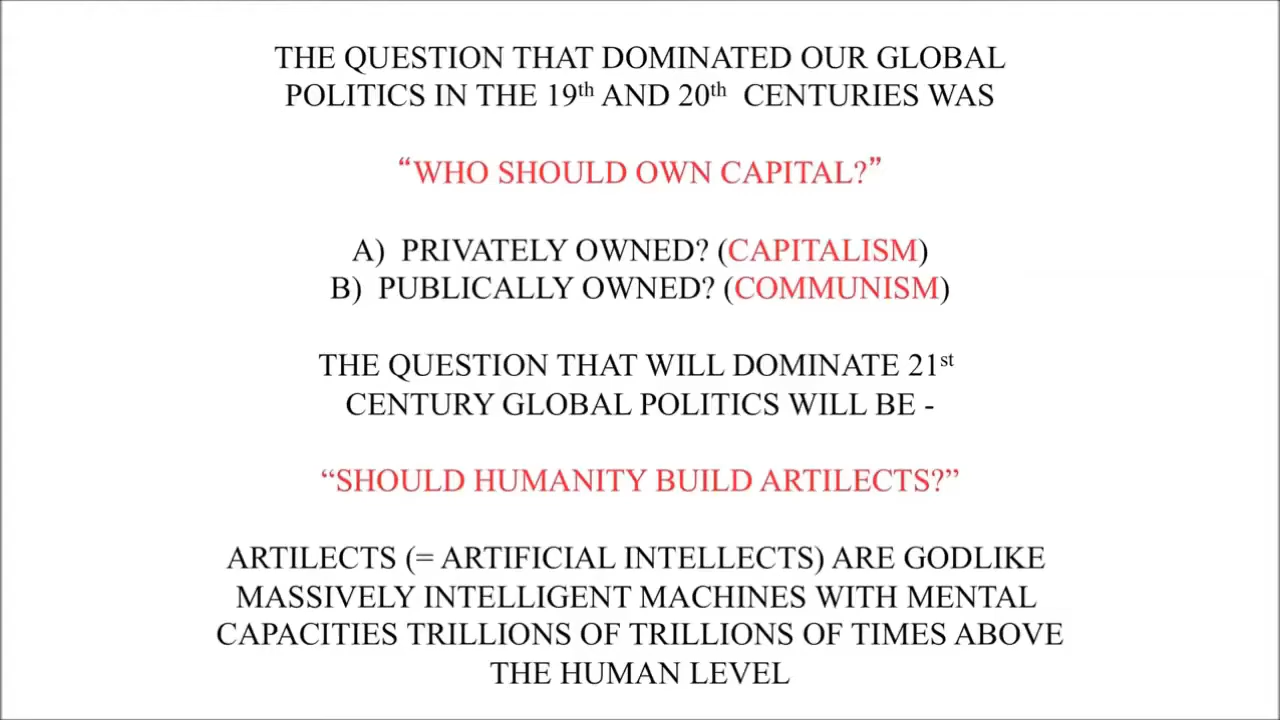 THE QUESTION THAT DOMINATED OUR GLOBAL
POLITICS IN THE 19th AND 20th CENTURIES WAS
“WHO SHOULD OWN CAPITAL?”
A) PRIVATELY OWNED? (CAPITALISM)
B) PUBLICALLY OWNED? (COMMUNISM)
THE QUESTION THAT WILL DOMINATE 21st
CENTURY GLOBAL POLITICS WILL BE -
“SHOULD HUMANITY BUILD ARTILECTS?”
ARTILECTS (= ARTIFICIAL INTELLECTS) ARE GODLIKE
MASSIVELY INTELLIGENT MACHINES WITH MENTAL
CAPACITIES TRILLIONS OF TRILLIONS OF TIMES ABOVE
THE HUMAN LEVEL